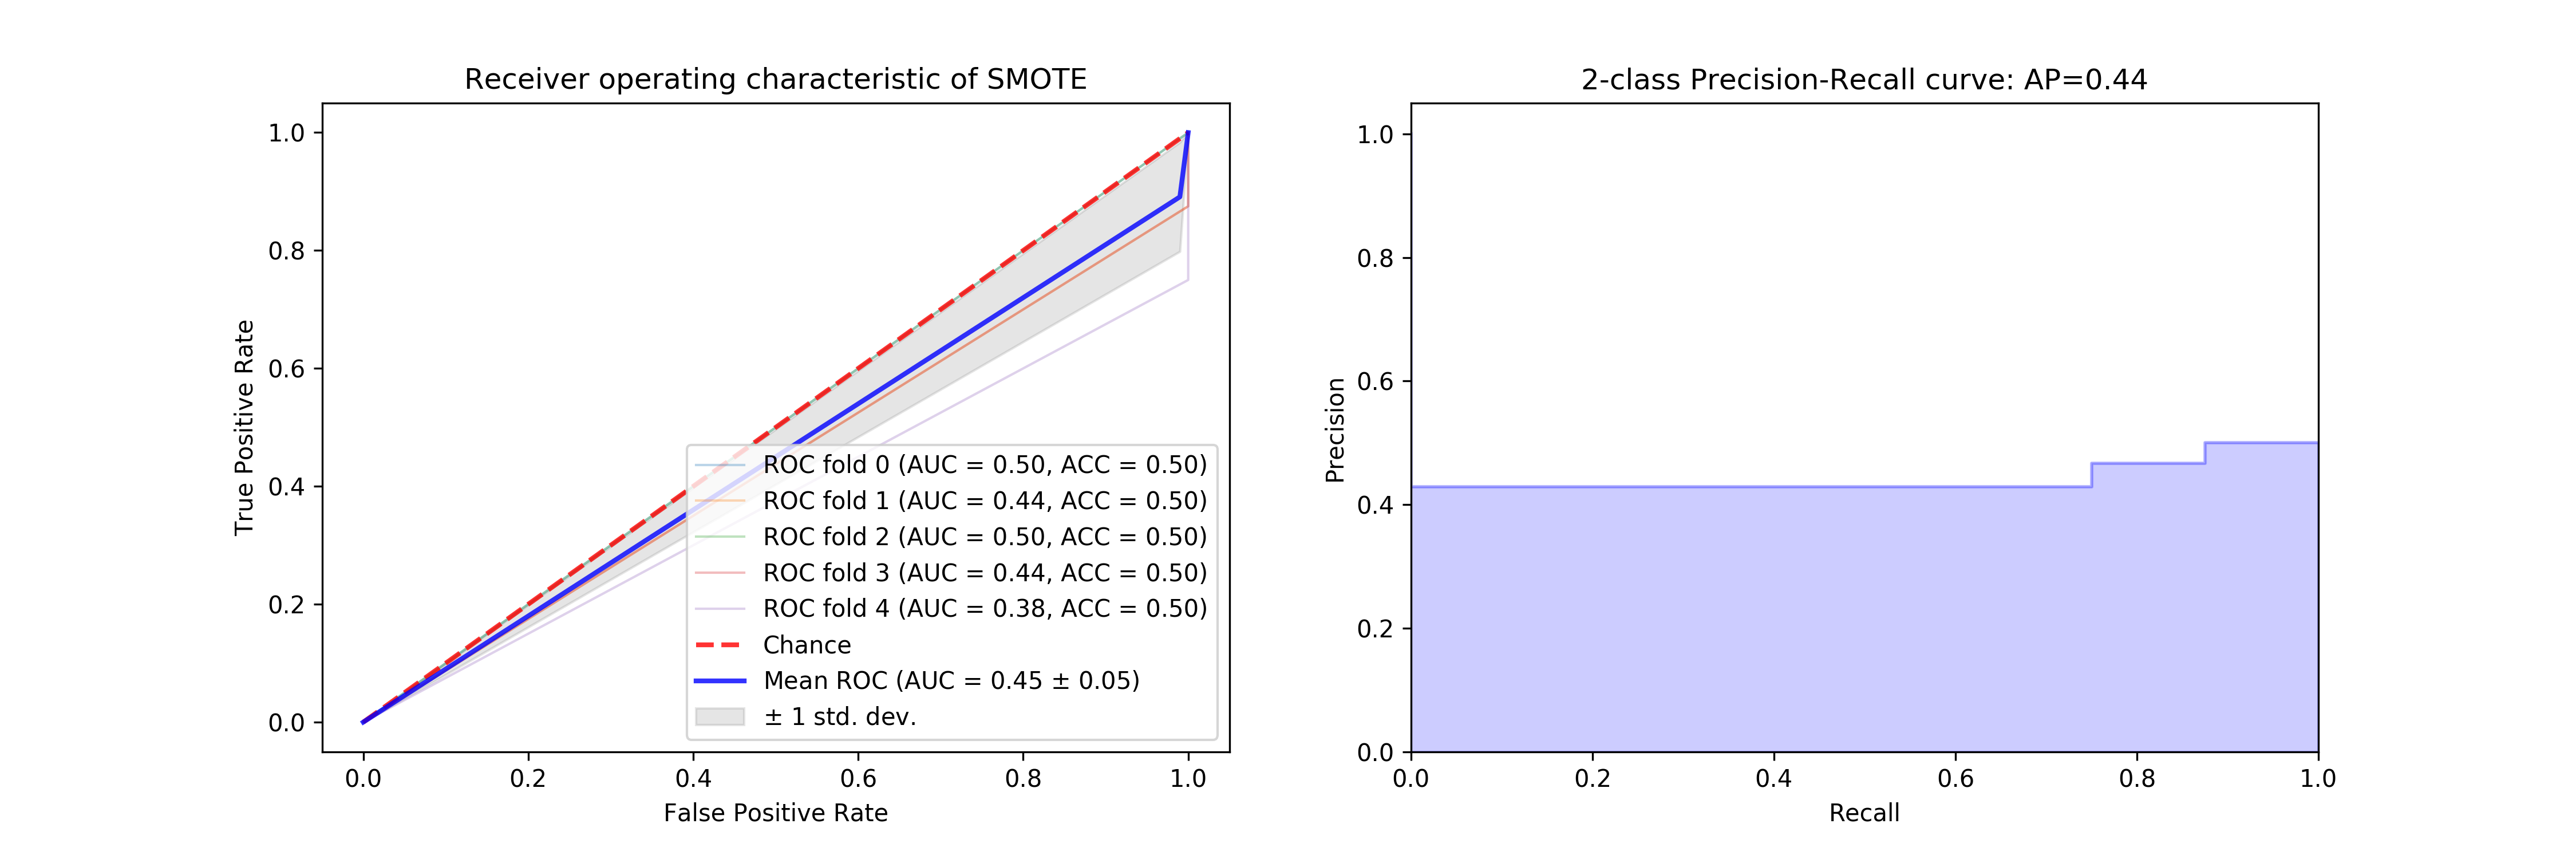 Receiver operating characteristic of SMOTE
True Positive Rate
1.0
0.8
0.6
0.4
0.2
0.0
ROC fold 0 (AUC = 0.50, ACC = 0.50)
ROC fold 1 (AUC = 0.44, ACC = 0.50)
ROC fold 2 (AUC = 0.50, ACC = 0.50)
ROC fold 3 (AUC = 0.44, ACC = 0.50)
ROC fold 4 (AUC = 0.38, ACC = 0.50)
Chance
Mean ROC (AUC = 0.45 ± 0.05)
± 1 std. dev.
0.0 0.2 0.4 0.6 0.8 1.0
False Positive Rate
2-class Precision-Recall curve: AP=0.44
Precision
1.0
0.8
0.6
0.4
0.2
0.0
0.0 0.2 0.4 0.6 0.8 1.0
Recall